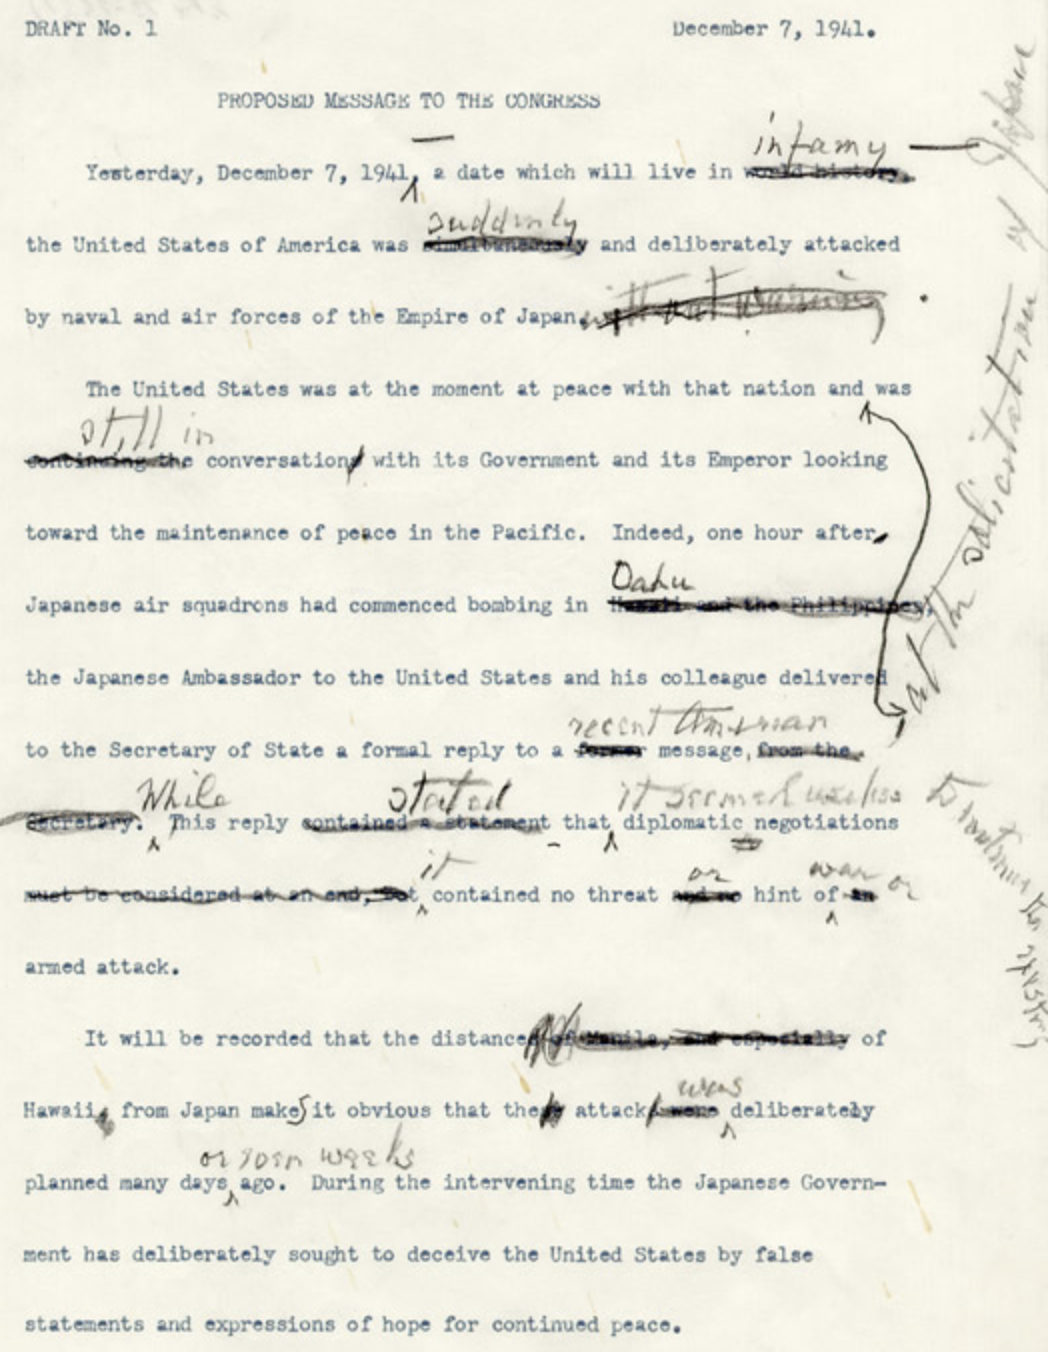 DRAFT No. 1 December 7, 1941.
PROPOSED MESSAGE TO THE CONGRESS
infamy —
Yesterday, December 7, 1941, a date which will live in world history,
suddenly
the United States of America was simultaneously and deliberately attacked
by naval and air forces of the Empire of Japan. without warning
The United States was at the moment at peace with that nation and was
still in
continuing the conversations with its Government and its Emperor looking
toward the maintenance of peace in the Pacific. Indeed, one hour after,
Oahu
Japanese air squadrons had commenced bombing in Hawaii and the Philippines,
the Japanese Ambassador to the United States and his colleague delivered
at the solicitation of Japan
recent American
to the Secretary of State a formal reply to a former message, from the
While stated it seemed useless to continue the existing
Secretary. This reply contained a statement that diplomatic negotiations
it or war or
must be considered at an end, but contained no threat and no hint of an
armed attack.
It will be recorded that the distances of Manila, and especially of
was
Hawaii, from Japan make s it obvious that these attacks were deliberately
or even weeks
planned many days ago. During the intervening time the Japanese Govern-
ment has deliberately sought to deceive the United States by false
statements and expressions of hope for continued peace.